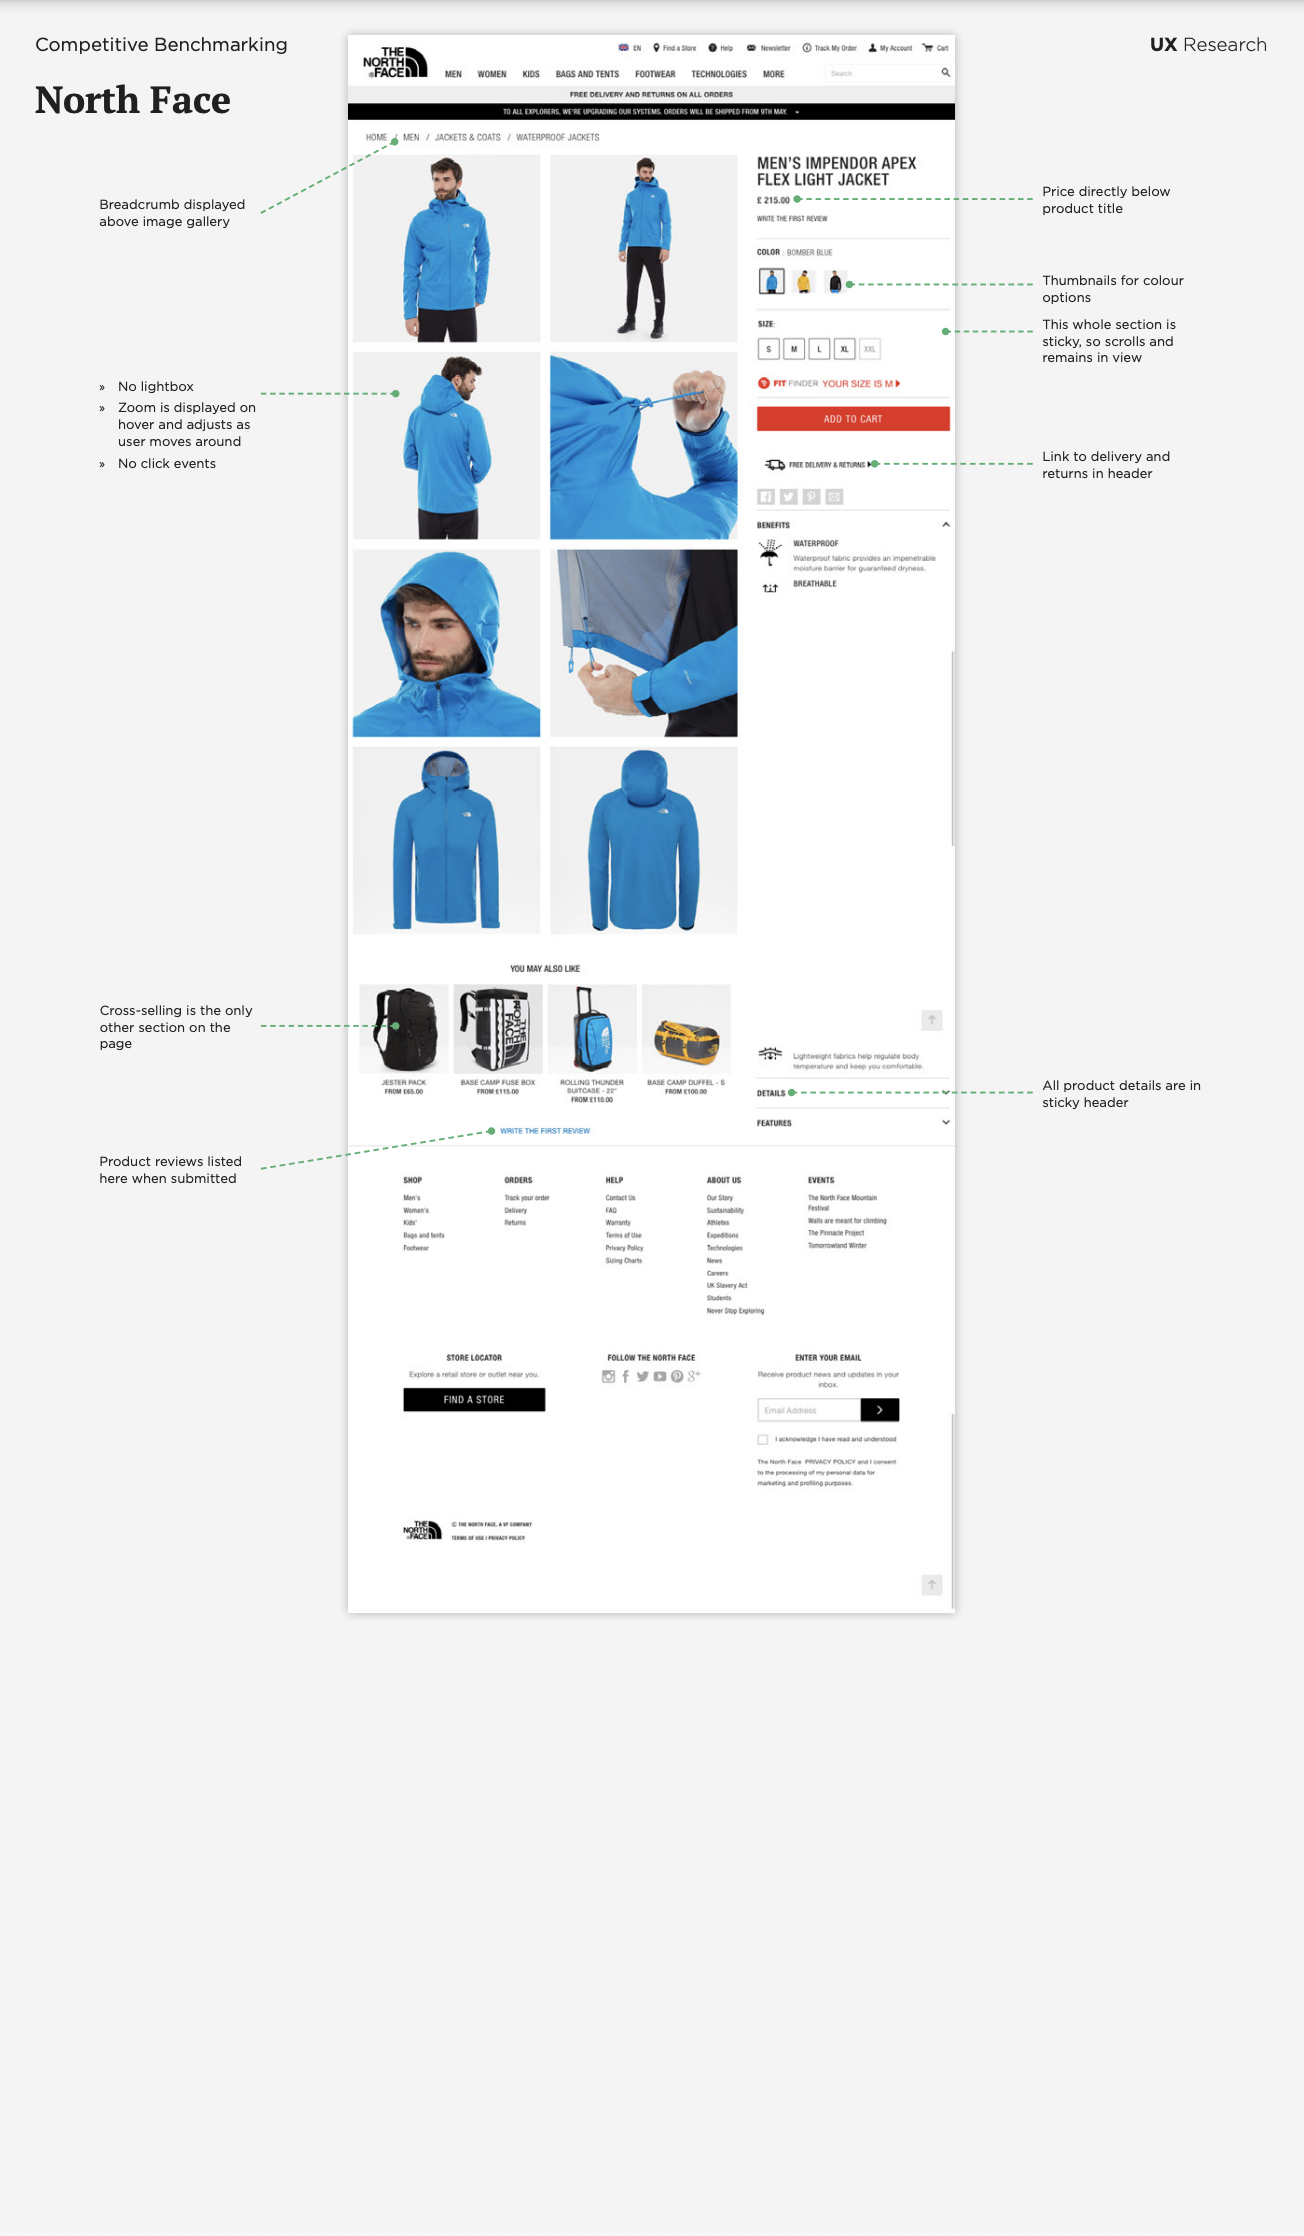 Competitive Benchmarking
UX Research
North Face
THE
NORTH
FACE
EN
Find a Store
Help
Newsletter
Track My Order
My Account
Cart
MEN
WOMEN
KIDS
BAGS AND TENTS
FOOTWEAR
TECHNOLOGIES
MORE
Search
FREE DELIVERY AND RETURNS ON ALL ORDERS
TO ALL EXPLORERS, WE'RE UPGRADING OUR SYSTEMS. ORDERS WILL BE SHIPPED FROM 9TH MAY.
HOME / MEN / JACKETS & COATS / WATERPROOF JACKETS
Breadcrumb displayed
above image gallery
MEN'S IMPENDOR APEX
FLEX LIGHT JACKET
£ 215.00
WRITE THE FIRST REVIEW
Price directly below
product title
COLOR : BOMBER BLUE
Thumbnails for colour
options
SIZE:
S M L XL XXL
This whole section is
sticky, so scrolls and
remains in view
» No lightbox
» Zoom is displayed on
hover and adjusts as
user moves around
» No click events
FIT FINDER YOUR SIZE IS M
ADD TO CART
FREE DELIVERY & RETURNS
Link to delivery and
returns in header
BENEFITS
WATERPROOF
Waterproof fabric provides an impenetrable
moisture barrier for guaranteed dryness.
BREATHABLE
YOU MAY ALSO LIKE
Cross-selling is the only
other section on the
page
THE
NORTH
FACE
JESTER PACK
FROM £65.00
BASE CAMP FUSE BOX
FROM £115.00
ROLLING THUNDER
SUITCASE - 22"
FROM £110.00
BASE CAMP DUFFEL - S
FROM £100.00
Lightweight fabrics help regulate body
temperature and keep you comfortable.
DETAILS
All product details are in
sticky header
FEATURES
WRITE THE FIRST REVIEW
Product reviews listed
here when submitted
SHOP
Men's
Women's
Kids'
Bags and tents
Footwear
ORDERS
Track your order
Delivery
Returns
HELP
Contact Us
FAQ
Warranty
Terms of Use
Privacy Policy
Sizing Charts
ABOUT US
Our Story
Sustainability
Athletes
Expeditions
Technologies
News
Careers
UK Slavery Act
Students
Never Stop Exploring
EVENTS
The North Face Mountain
Festival
Walls are meant for climbing
The Pinnacle Project
Tomorrowland Winter
STORE LOCATOR
Explore a retail store or outlet near you.
FIND A STORE
FOLLOW THE NORTH FACE
ENTER YOUR EMAIL
Receive product news and updates in your
inbox.
Email Address
I acknowledge I have read and understood
The North Face PRIVACY POLICY and I consent
to the processing of my personal data for
marketing and profiling purposes.
THE
NORTH
FACE
© THE NORTH FACE, A VF COMPANY
TERMS OF USE I PRIVACY POLICY